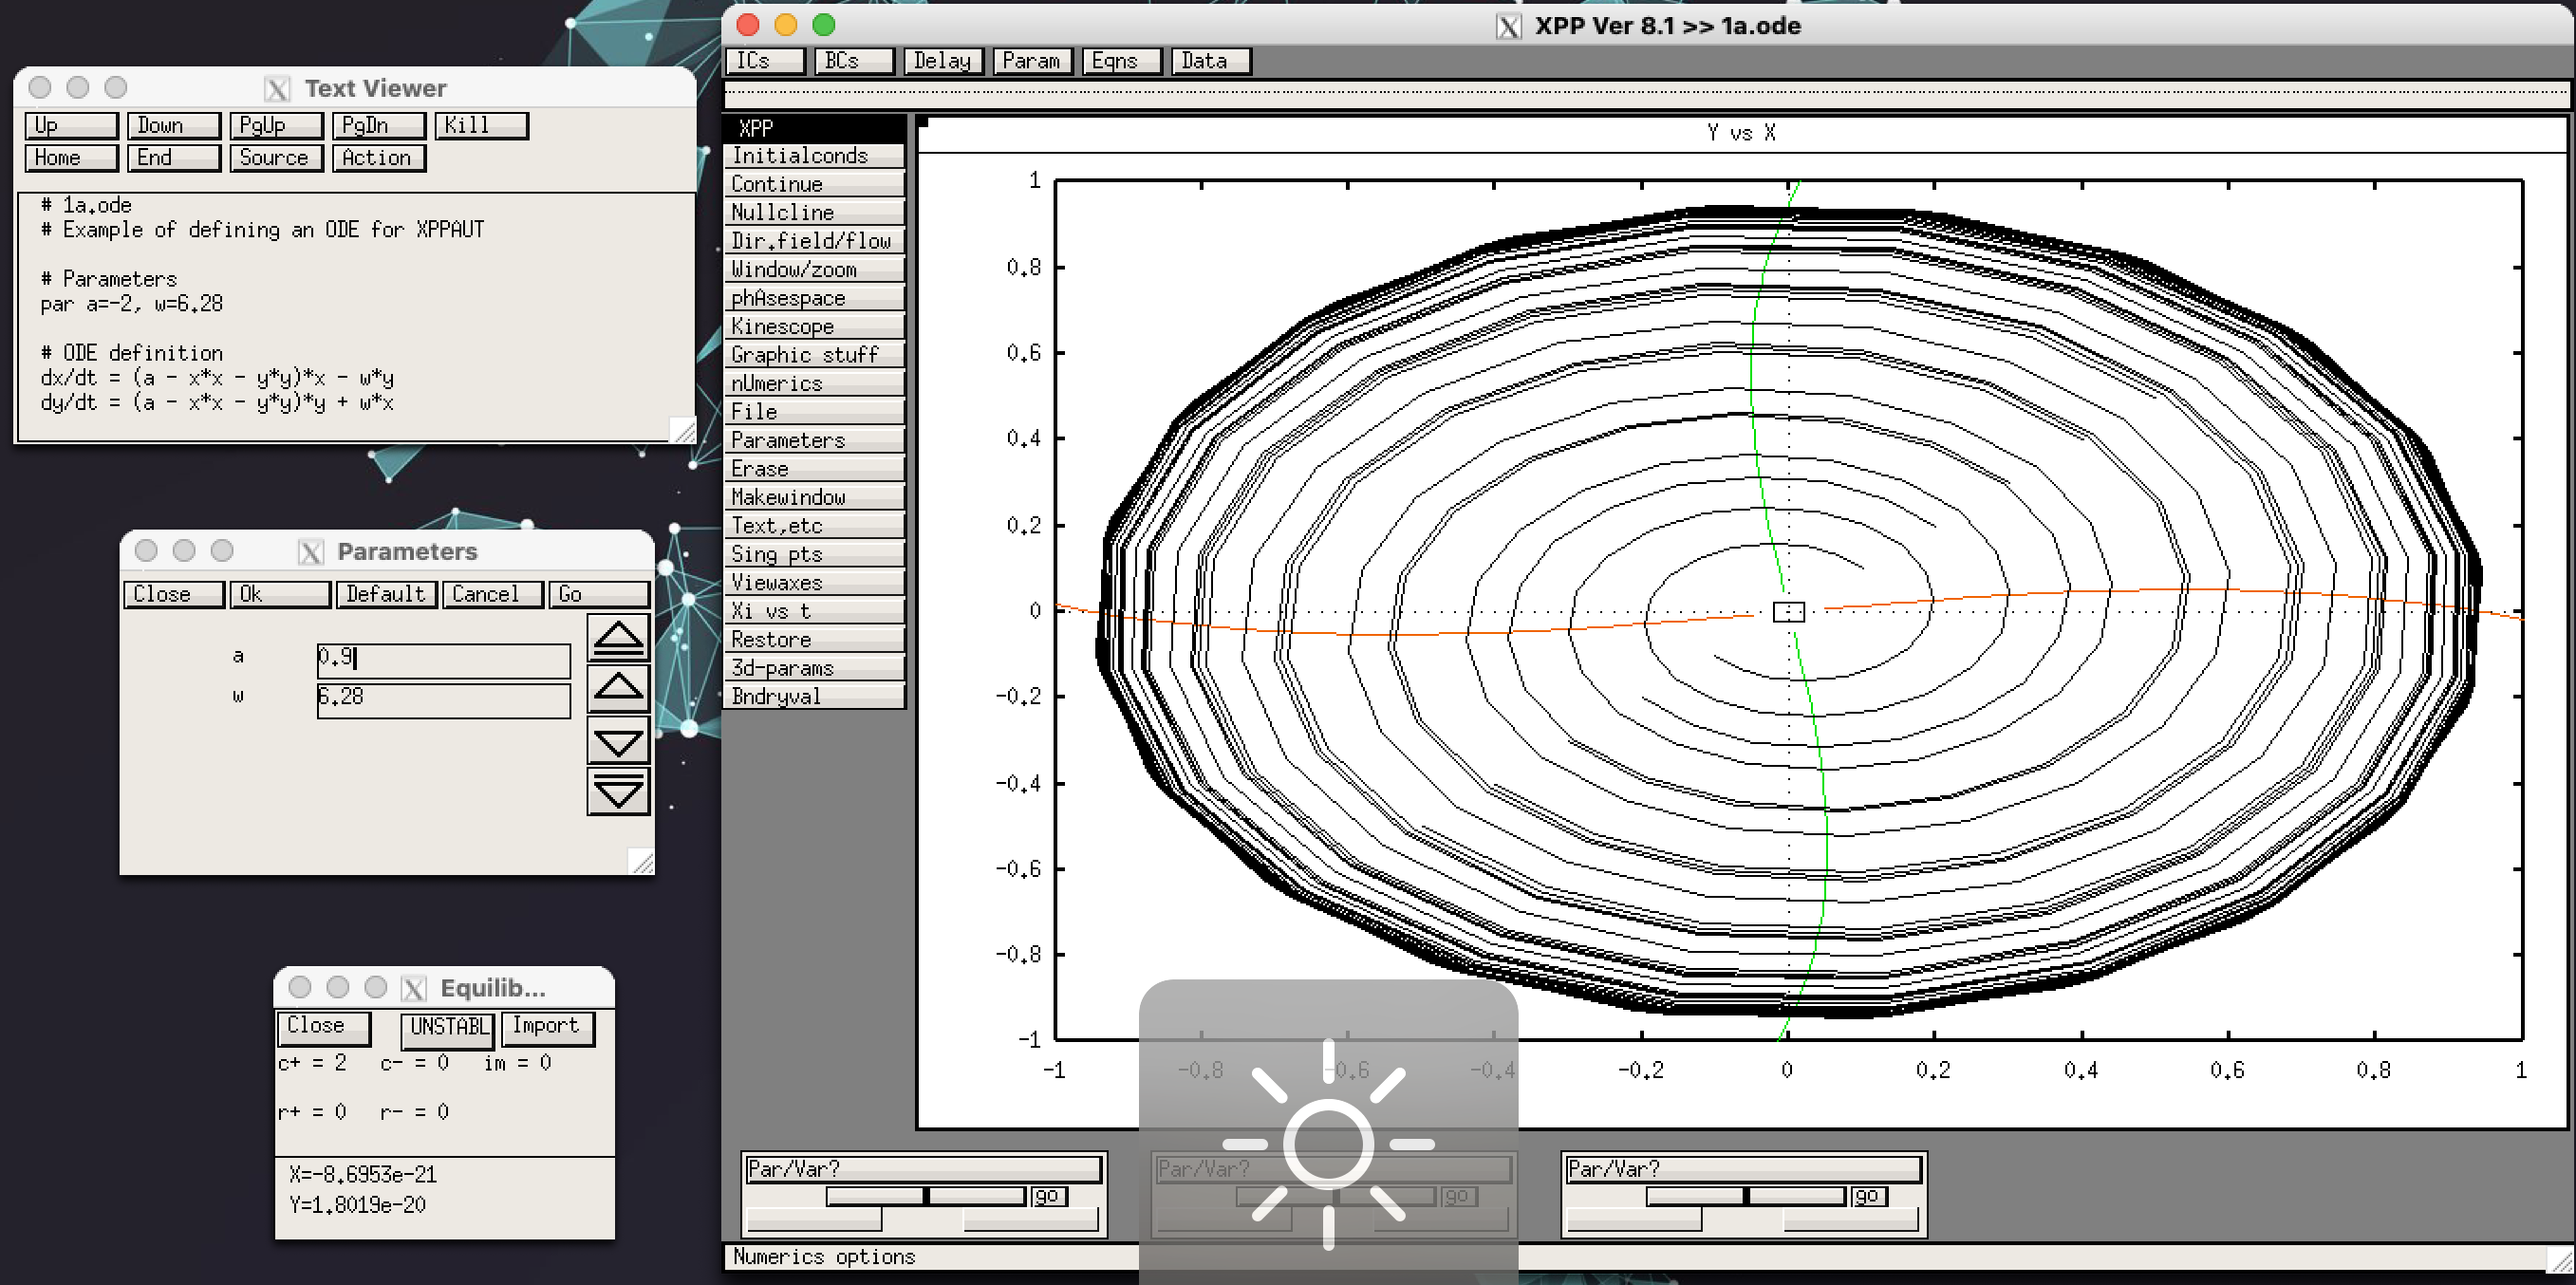 Text Viewer
Up Down PgUp PgDn Kill
Home End Source Action
# 1a.ode
# Example of defining an ODE for XPPAUT
# Parameters
par a=-2, w=6.28
# ODE definition
dx/dt = (a - x*x - y*y)*x - w*y
dy/dt = (a - x*x - y*y)*y + w*x
Parameters
Close Ok Default Cancel Go
a 0.9
w 6.28
Equilib...
Close UNSTABL Import
c+ = 2 c- = 0 im = 0
r+ = 0 r- = 0
X=-8.6953e-21
Y=1.8019e-20
XPP Ver 8.1 >> 1a.ode
ICs BCs Delay Param Eqns Data
XPP
Initialconds
Continue
Nullcline
Dir.field/flow
Window/zoom
phAsespace
Kinescope
Graphic stuff
nUmerics
File
Parameters
Erase
Makewindow
Text,etc
Sing pts
Viewaxes
Xi vs t
Restore
3d-params
Bndryval
Y vs X
1
0.8
0.6
0.4
0.2
0
-0.2
-0.4
-0.6
-0.8
-1
-1 -0.8 -0.6 -0.4 -0.2 0 0.2 0.4 0.6 0.8 1
Par/Var? Par/Var? Par/Var?
go go go
Numerics options